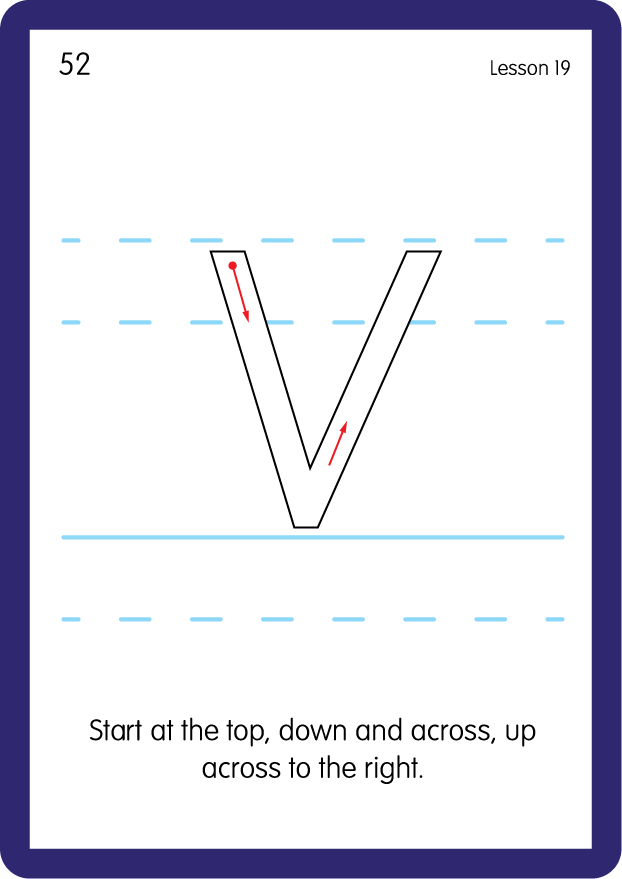 52
Lesson 19
V
Start at the top, down and across, up
across to the right.